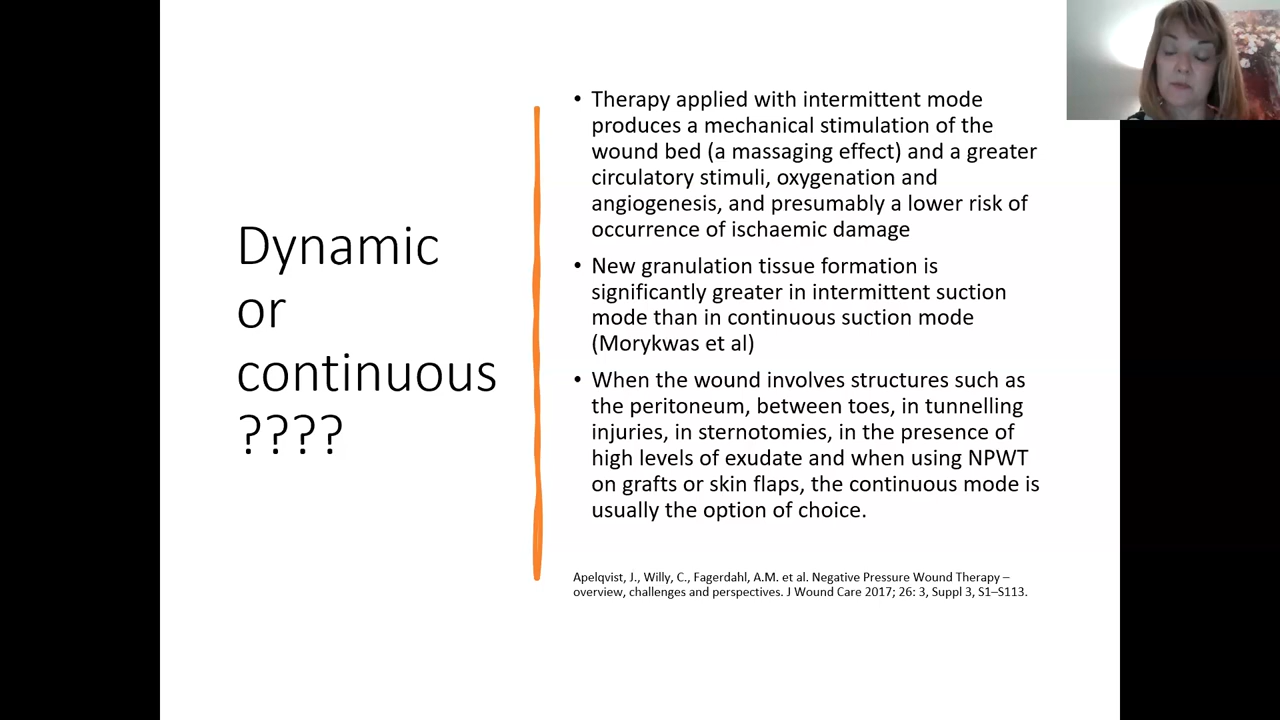 Dynamic
or
continuous
????
• Therapy applied with intermittent mode
produces a mechanical stimulation of the
wound bed (a massaging effect) and a greater
circulatory stimuli, oxygenation and
angiogenesis, and presumably a lower risk of
occurrence of ischaemic damage
• New granulation tissue formation is
significantly greater in intermittent suction
mode than in continuous suction mode
(Morykwas et al)
• When the wound involves structures such as
the peritoneum, between toes, in tunnelling
injuries, in sternotomies, in the presence of
high levels of exudate and when using NPWT
on grafts or skin flaps, the continuous mode is
usually the option of choice.
Apelqvist, J., Willy, C., Fagerdahl, A.M. et al. Negative Pressure Wound Therapy –
overview, challenges and perspectives. J Wound Care 2017; 26: 3, Suppl 3, S1–S113.